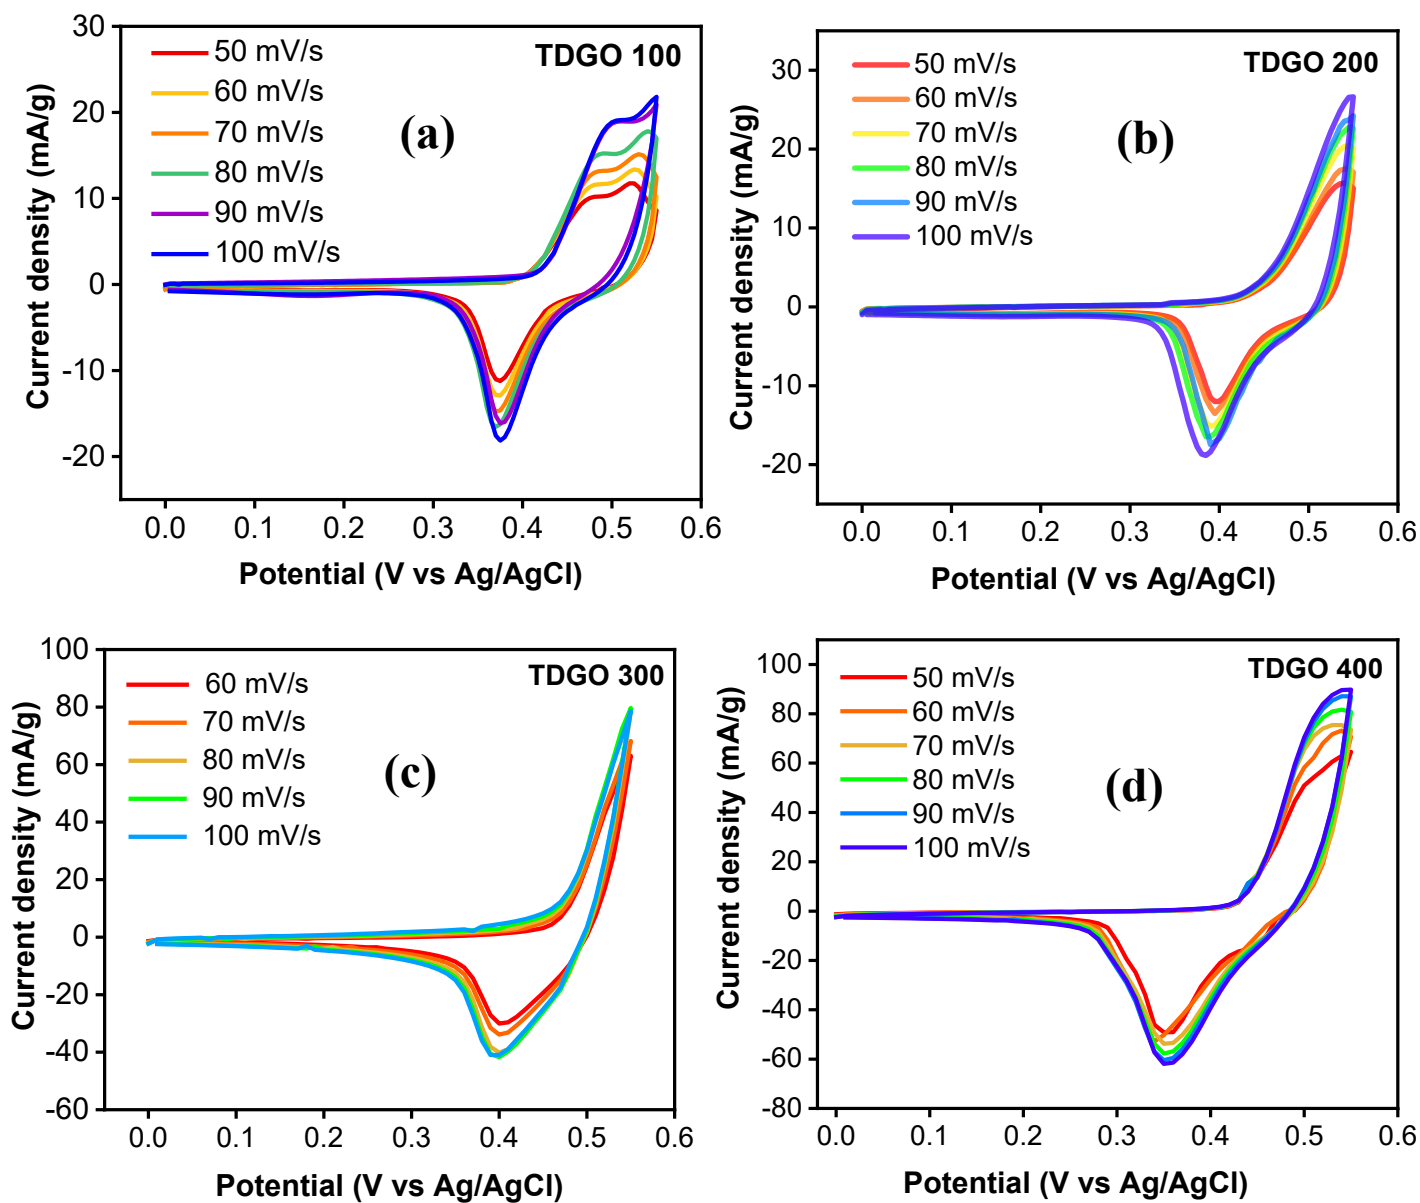 TDGO 100
50 mV/s
60 mV/s
70 mV/s
80 mV/s
90 mV/s
100 mV/s
(a)
30
20
10
0
-10
-20
0.0 0.1 0.2 0.3 0.4 0.5 0.6
Current density (mA/g)
Potential (V vs Ag/AgCl)
TDGO 200
50 mV/s
60 mV/s
70 mV/s
80 mV/s
90 mV/s
100 mV/s
(b)
30
20
10
0
-10
-20
0.0 0.1 0.2 0.3 0.4 0.5 0.6
Current density (mA/g)
Potential (V vs Ag/AgCl)
TDGO 300
60 mV/s
70 mV/s
80 mV/s
90 mV/s
100 mV/s
(c)
100
80
60
40
20
0
-20
-40
-60
0.0 0.1 0.2 0.3 0.4 0.5 0.6
Current density (mA/g)
Potential (V vs Ag/AgCl)
TDGO 400
50 mV/s
60 mV/s
70 mV/s
80 mV/s
90 mV/s
100 mV/s
(d)
100
80
60
40
20
0
-20
-40
-60
-80
0.0 0.1 0.2 0.3 0.4 0.5 0.6
Current density (mA/g)
Potential (V vs Ag/AgCl)